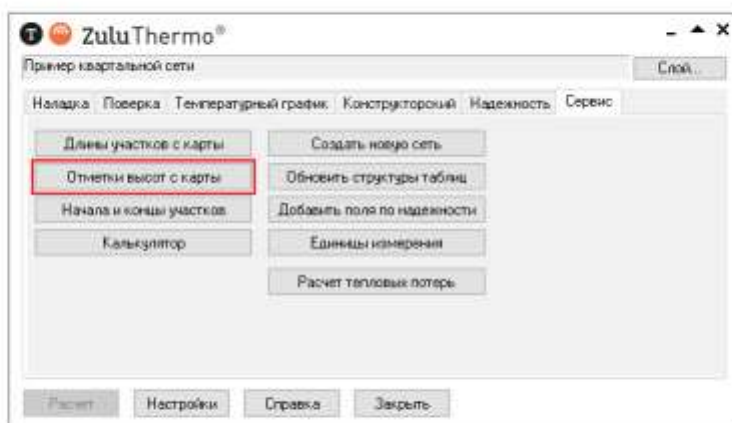 ZuluThermo®
Пример квартальной сети
Слой...
Наладка Поверка Температурный график Конструкторский Надежность Сервис
Длины участков с карты Создать новую сеть
Отметки высот с карты Обновить структуры таблиц
Начала и концы участков Добавить поля по надежности
Калькулятор Единицы измерения
Расчет тепловых потерь
Расчет Настройки Справка Закрыть